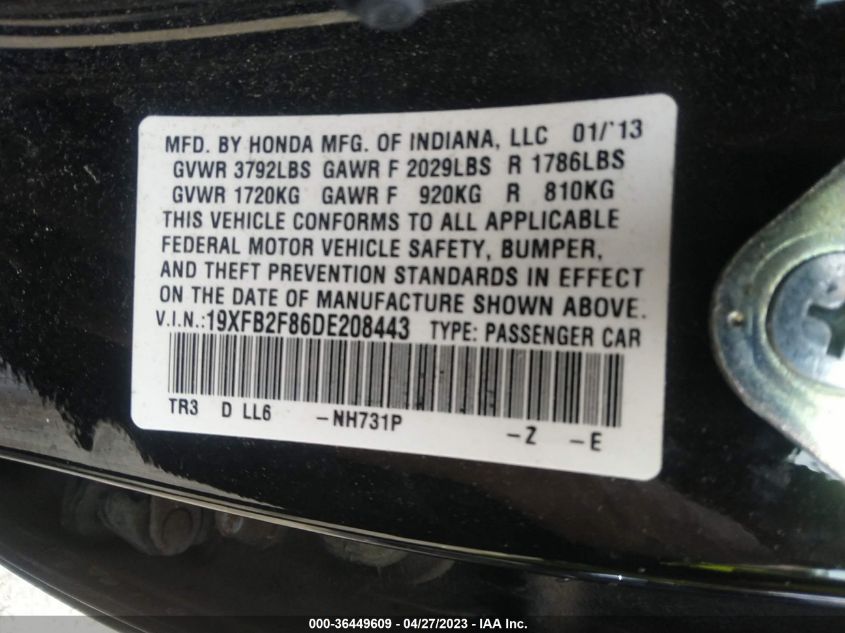 MFD. BY HONDA MFG. OF INDIANA, LLC 01/'13
GVWR 3792LBS GAWR F 2029LBS R 1786LBS
GVWR 1720KG GAWR F 920KG R 810KG
THIS VEHICLE CONFORMS TO ALL APPLICABLE
FEDERAL MOTOR VEHICLE SAFETY, BUMPER,
AND THEFT PREVENTION STANDARDS IN EFFECT
ON THE DATE OF MANUFACTURE SHOWN ABOVE.
V.I.N.:19XFB2F86DE208443 TYPE: PASSENGER CAR
TR3 D LL6 -NH731P -Z -E
000-36449609 - 04/27/2023 - IAA Inc.